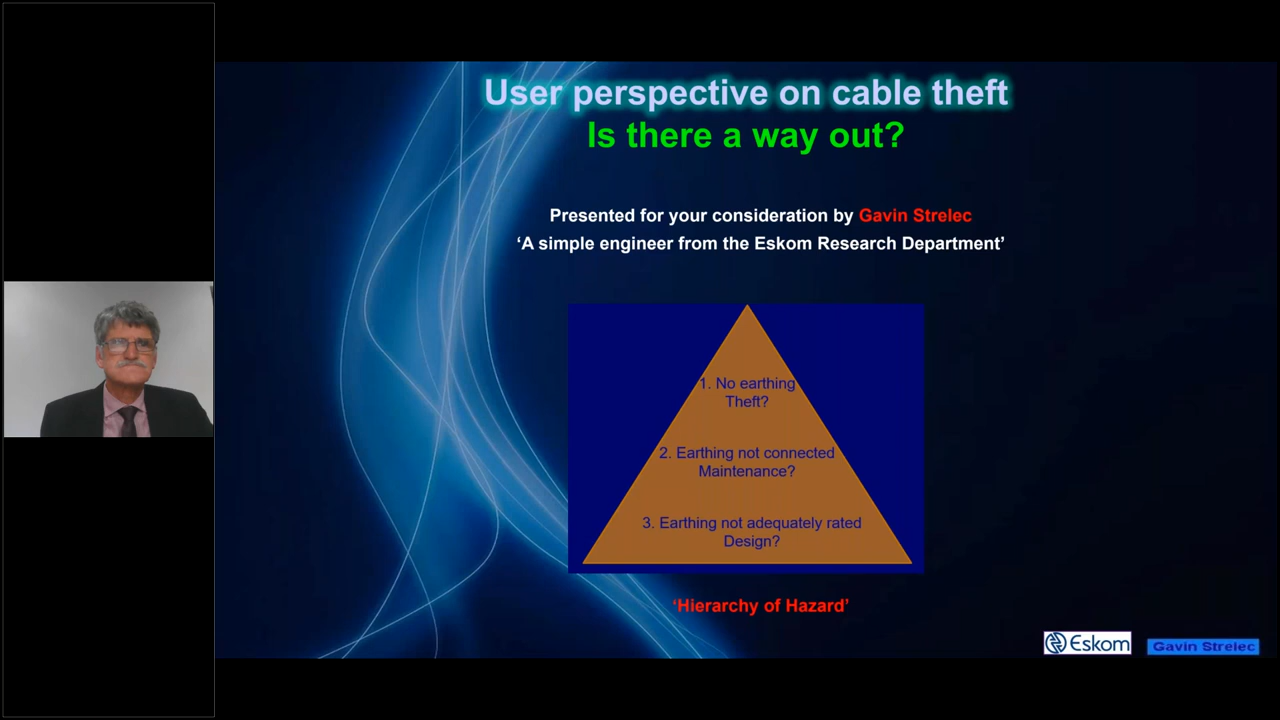 User perspective on cable theft
Is there a way out?
Presented for your consideration by Gavin Strelec
‘A simple engineer from the Eskom Research Department’
1. No earthing
Theft?
2. Earthing not connected
Maintenance?
3. Earthing not adequately rated
Design?
‘Hierarchy of Hazard’
Eskom
Gavin Strelec